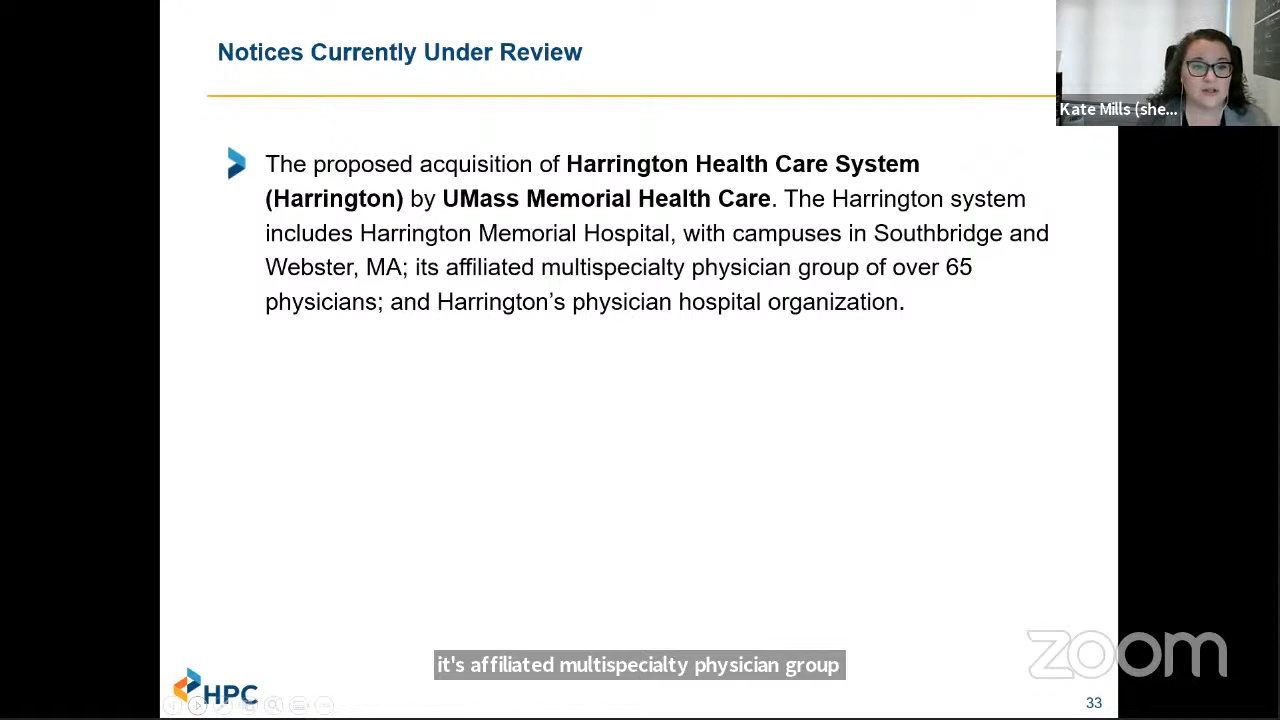 Notices Currently Under Review
Kate Mills (she...
The proposed acquisition of Harrington Health Care System
(Harrington) by UMass Memorial Health Care. The Harrington system
includes Harrington Memorial Hospital, with campuses in Southbridge and
Webster, MA; its affiliated multispecialty physician group of over 65
physicians; and Harrington’s physician hospital organization.
it's affiliated multispecialty physician group
zoom
HPC
33